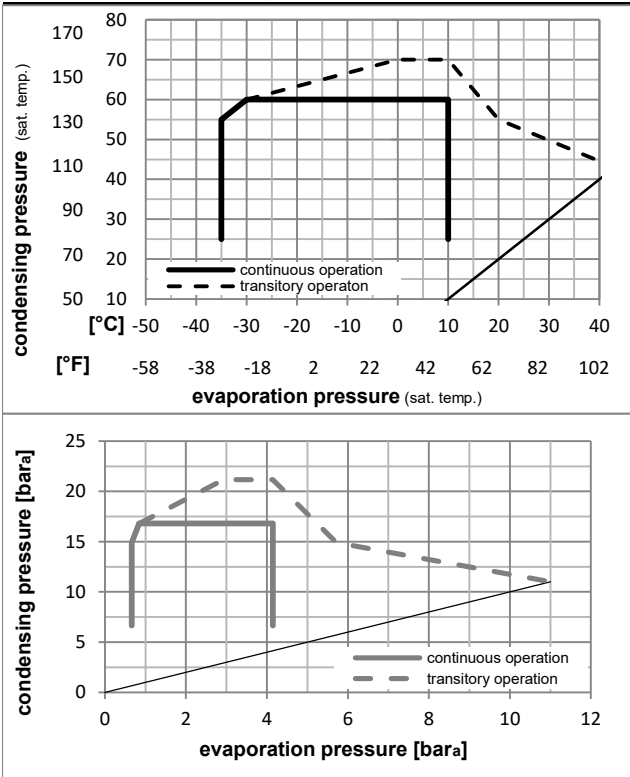 condensing pressure (sat. temp.)
170 80
150 70
130 60
110 50
90 40
70 30
50 20
10
continuous operation
transitory operaton
[°C] -50 -40 -30 -20 -10 0 10 20 30 40
[°F] -58 -38 -18 2 22 42 62 82 102
evaporation pressure (sat. temp.)
condensing pressure [bara]
25
20
15
10
5
0
continuous operation
transitory operation
0 2 4 6 8 10 12
evaporation pressure [bara]